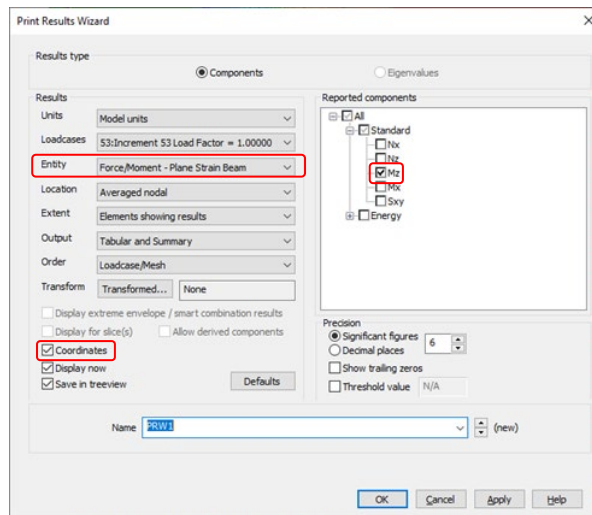 Print Results Wizard
Results type
Components
Eigenvalues
Results
Units Model units
Loadcases 53:Increment 53 Load Factor = 1.00000
Entity Force/Moment - Plane Strain Beam
Location Averaged nodal
Extent Elements showing results
Output Tabular and Summary
Order Loadcase/Mesh
Transform Transformed... None
Display extreme envelope / smart combination results
Display for slice(s) Allow derived components
Coordinates
Display now
Save in treeview Defaults
Reported components
All
Standard
Nx
Nz
Mz
Mx
Sxy
Energy
Precision
Significant figures 6
Decimal places
Show trailing zeros
Threshold value N/A
Name PRW1 (new)
OK Cancel Apply Help